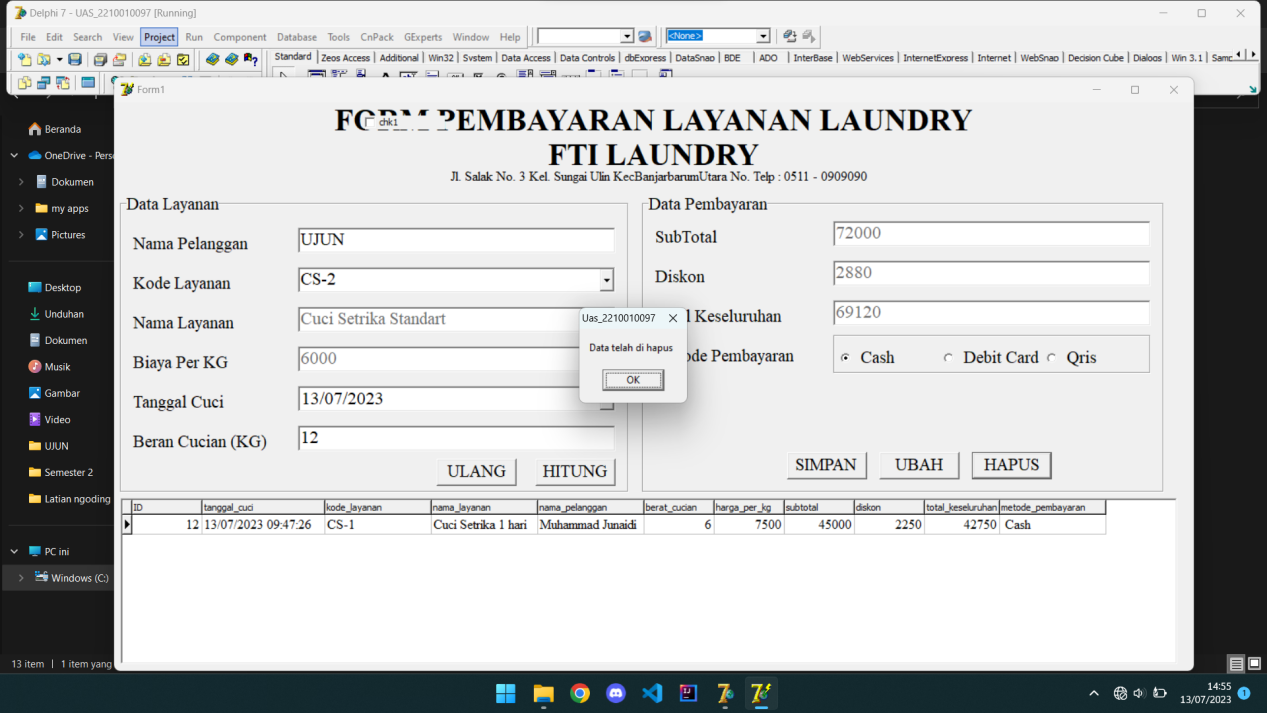 Delphi 7 - UAS_2210010097 [Running]
File Edit Search View Project Run Component Database Tools CnPack GExperts Window Help
<None>
Standard Zeos Access Additional Win32 System Data Access Data Controls dbExpress DataSnap BDE ADO InterBase WebServices InternetExpress Internet WebSnap Decision Cube Dialogs Win 3.1 Samp
Form1
Beranda
OneDrive - Perso
Dokumen
my apps
Pictures
Desktop
Unduhan
Dokumen
Musik
Gambar
Video
UJUN
Semester 2
Latian ngoding
PC ini
Windows (C:)
13 item 1 item yang
FORM PEMBAYARAN LAYANAN LAUNDRY
chk1
FTI LAUNDRY
Jl. Salak No. 3 Kel. Sungai Ulin KecBanjarbarumUtara No. Telp : 0511 - 0909090
Data Layanan
Nama Pelanggan UJUN
Kode Layanan CS-2
Nama Layanan Cuci Setrika Standart
Biaya Per KG 6000
Tanggal Cuci 13/07/2023
Beran Cucian (KG) 12
ULANG HITUNG
Data Pembayaran
SubTotal 72000
Diskon 2880
l Keseluruhan 69120
ode Pembayaran Cash Debit Card Qris
SIMPAN UBAH HAPUS
Uas_2210010097
Data telah di hapus
OK
ID tanggal_cuci kode_layanan nama_layanan nama_pelanggan berat_cucian harga_per_kg subtotal diskon total_keseluruhan metode_pembayaran
12 13/07/2023 09:47:26 CS-1 Cuci Setrika 1 hari Muhammad Junaidi 6 7500 45000 2250 42750 Cash
14:55
13/07/2023
1